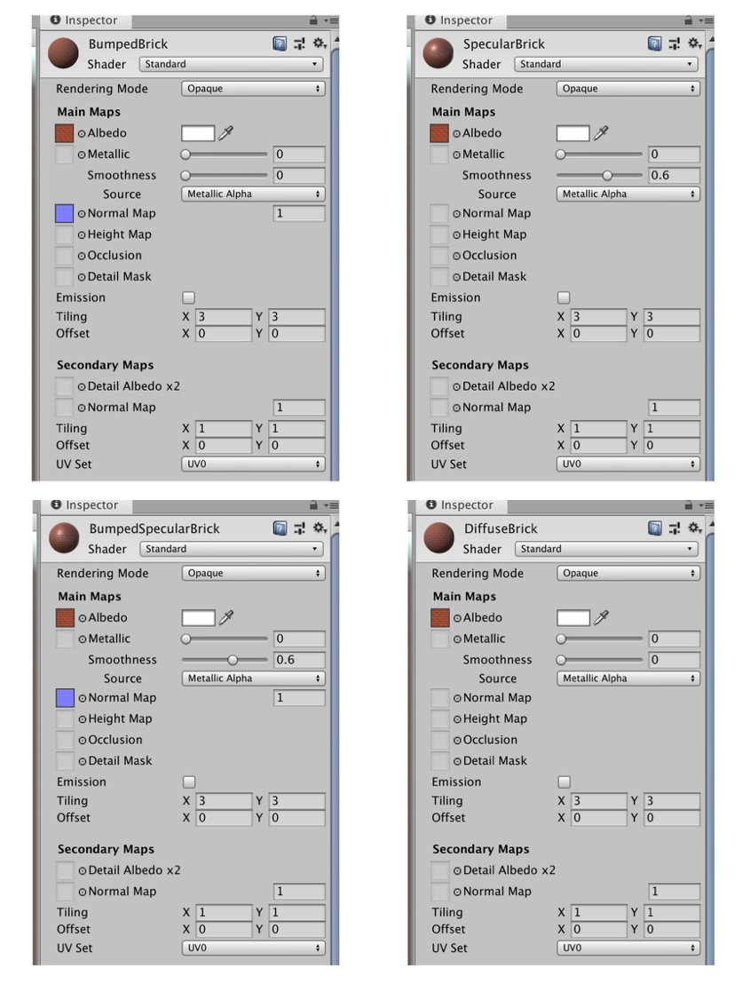 Inspector
BumpedBrick
Shader Standard
Rendering Mode Opaque
Main Maps
Albedo
Metallic 0
Smoothness 0
Source Metallic Alpha
Normal Map 1
Height Map
Occlusion
Detail Mask
Emission
Tiling X 3 Y 3
Offset X 0 Y 0
Secondary Maps
Detail Albedo x2
Normal Map 1
Tiling X 1 Y 1
Offset X 0 Y 0
UV Set UV0
Inspector
SpecularBrick
Shader Standard
Rendering Mode Opaque
Main Maps
Albedo
Metallic 0
Smoothness 0.6
Source Metallic Alpha
Normal Map
Height Map
Occlusion
Detail Mask
Emission
Tiling X 3 Y 3
Offset X 0 Y 0
Secondary Maps
Detail Albedo x2
Normal Map 1
Tiling X 1 Y 1
Offset X 0 Y 0
UV Set UV0
Inspector
BumpedSpecularBrick
Shader Standard
Rendering Mode Opaque
Main Maps
Albedo
Metallic 0
Smoothness 0.6
Source Metallic Alpha
Normal Map 1
Height Map
Occlusion
Detail Mask
Emission
Tiling X 3 Y 3
Offset X 0 Y 0
Secondary Maps
Detail Albedo x2
Normal Map 1
Tiling X 1 Y 1
Offset X 0 Y 0
UV Set UV0
Inspector
DiffuseBrick
Shader Standard
Rendering Mode Opaque
Main Maps
Albedo
Metallic 0
Smoothness 0
Source Metallic Alpha
Normal Map
Height Map
Occlusion
Detail Mask
Emission
Tiling X 3 Y 3
Offset X 0 Y 0
Secondary Maps
Detail Albedo x2
Normal Map 1
Tiling X 1 Y 1
Offset X 0 Y 0
UV Set UV0